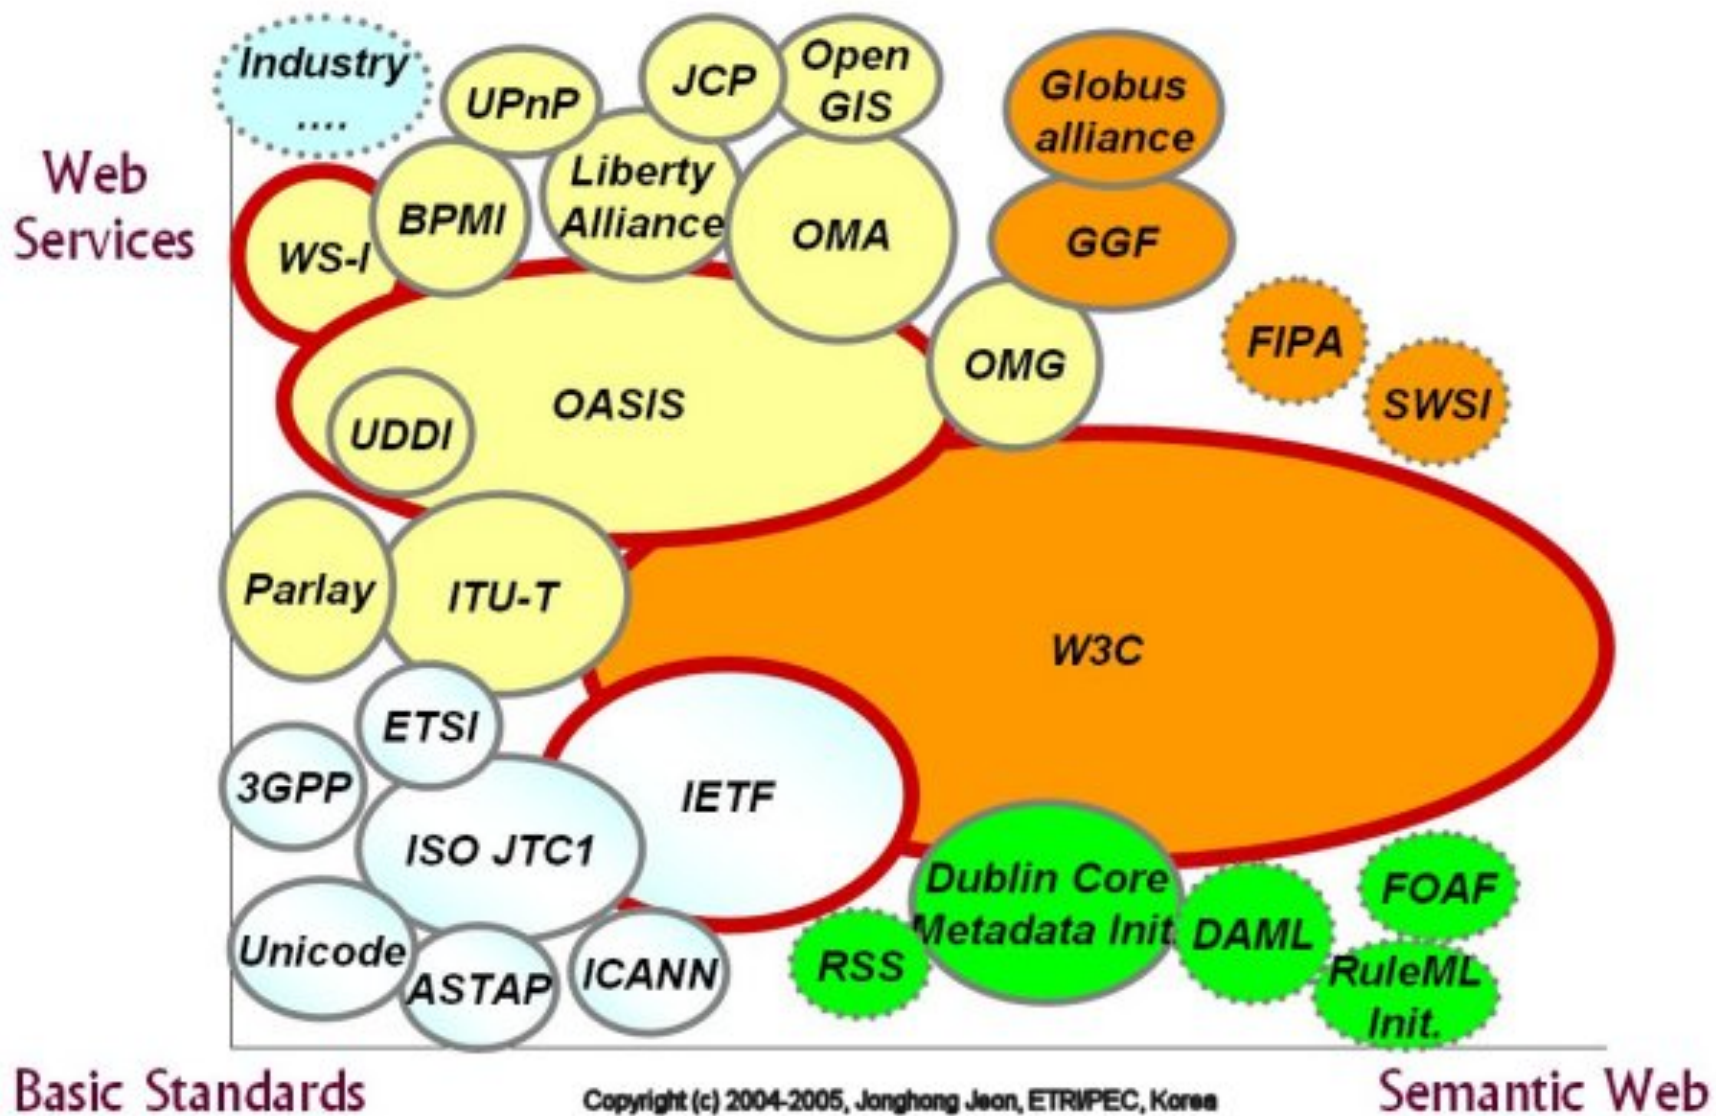 Industry
....
UPnP
JCP
Open
GIS
Globus
alliance
Web
Services
WS-I
BPMI
Liberty
Alliance
OMA
GGF
OMG
FIPA
SWSI
OASIS
UDDI
Parlay
ITU-T
W3C
ETSI
3GPP
IETF
ISO JTC1
Dublin Core
Metadata Init
DAML
FOAF
RSS
RuleML
Init.
Unicode
ASTAP
ICANN
Basic Standards
Copyright (c) 2004-2005, Jonghong Jeon, ETRI/PEC, Korea
Semantic Web